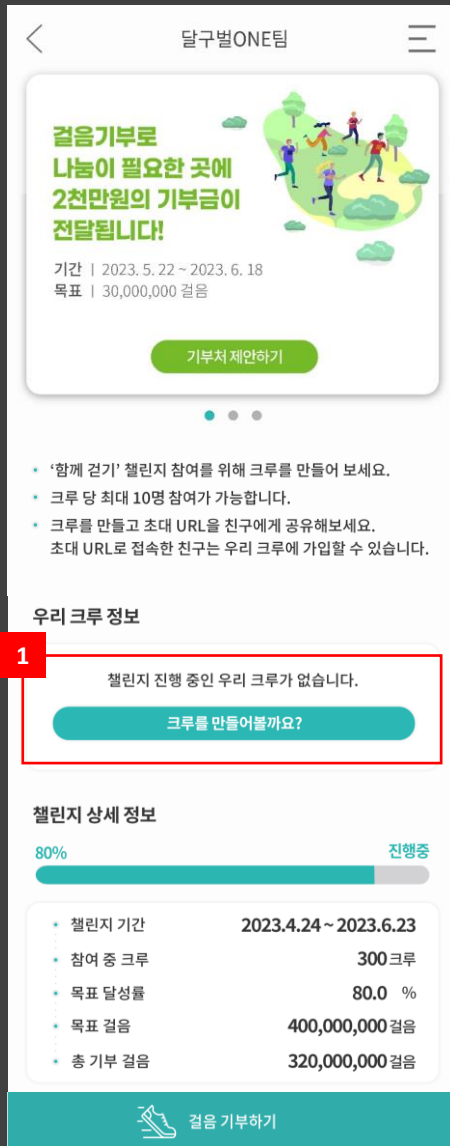 달구벌ONE팀
걸음기부로
나눔이 필요한 곳에
2천만원의 기부금이
전달됩니다!
기간 | 2023. 5. 22 ~ 2023. 6. 18
목표 | 30,000,000 걸음
기부처 제안하기
• ‘함께 걷기’ 챌린지 참여를 위해 크루를 만들어 보세요.
• 크루 당 최대 10명 참여가 가능합니다.
• 크루를 만들고 초대 URL을 친구에게 공유해보세요.
초대 URL로 접속한 친구는 우리 크루에 가입할 수 있습니다.
우리 크루 정보
1
챌린지 진행 중인 우리 크루가 없습니다.
크루를 만들어볼까요?
챌린지 상세 정보
80% 진행중
• 챌린지 기간 2023.4.24 ~ 2023.6.23
• 참여 중 크루 300 크루
• 목표 달성률 80.0 %
• 목표 걸음 400,000,000 걸음
• 총 기부 걸음 320,000,000 걸음
걸음 기부하기